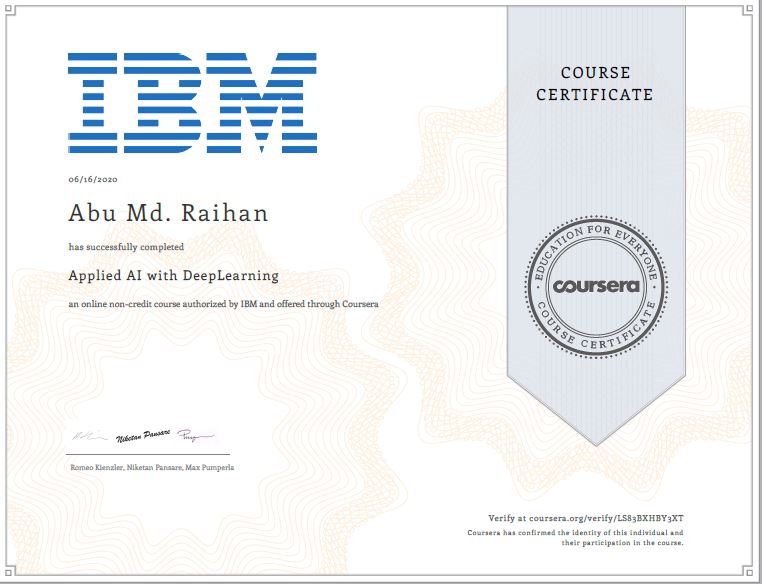 IBM
COURSE
CERTIFICATE
06/16/2020
Abu Md. Raihan
has successfully completed
Applied AI with DeepLearning
an online non-credit course authorized by IBM and offered through Coursera
EDUCATION FOR EVERYONE
coursera
COURSE CERTIFICATE
Niketan Pansare
Romeo Kienzler, Niketan Pansare, Max Pumperla
Verify at coursera.org/verify/LS83BXHBY3XT
Coursera has confirmed the identity of this individual and
their participation in the course.